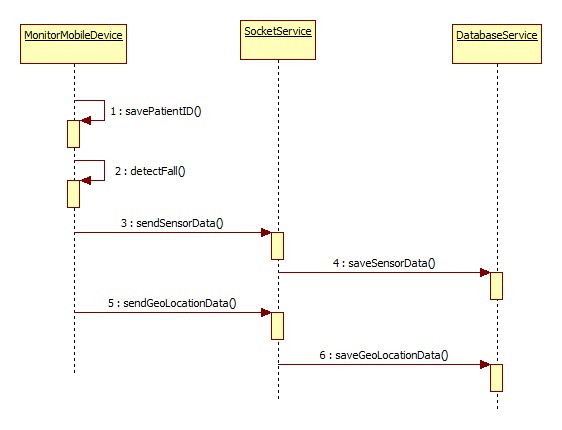 MonitorMobileDevice
SocketService
DatabaseService
1 : savePatientID()
2 : detectFall()
3 : sendSensorData()
4 : saveSensorData()
5 : sendGeoLocationData()
6 : saveGeoLocationData()